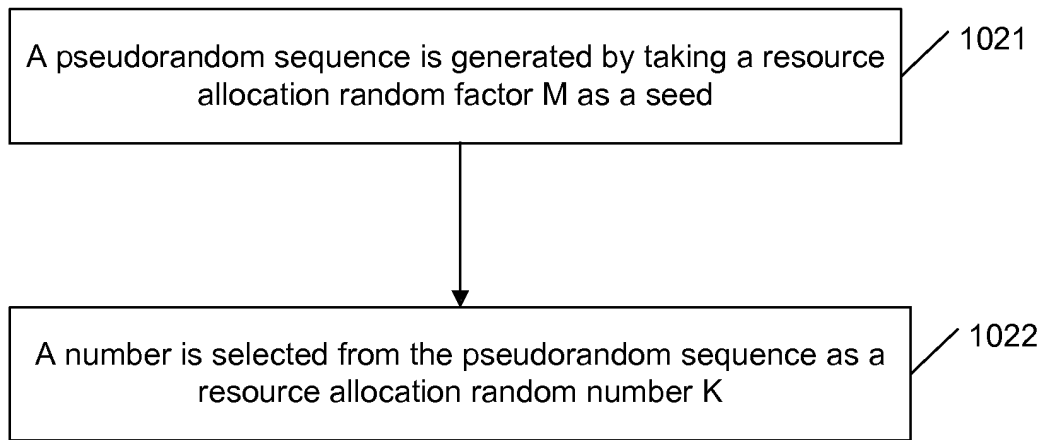 A pseudorandom sequence is generated by taking a resource
allocation random factor M as a seed
1021
A number is selected from the pseudorandom sequence as a
resource allocation random number K
1022